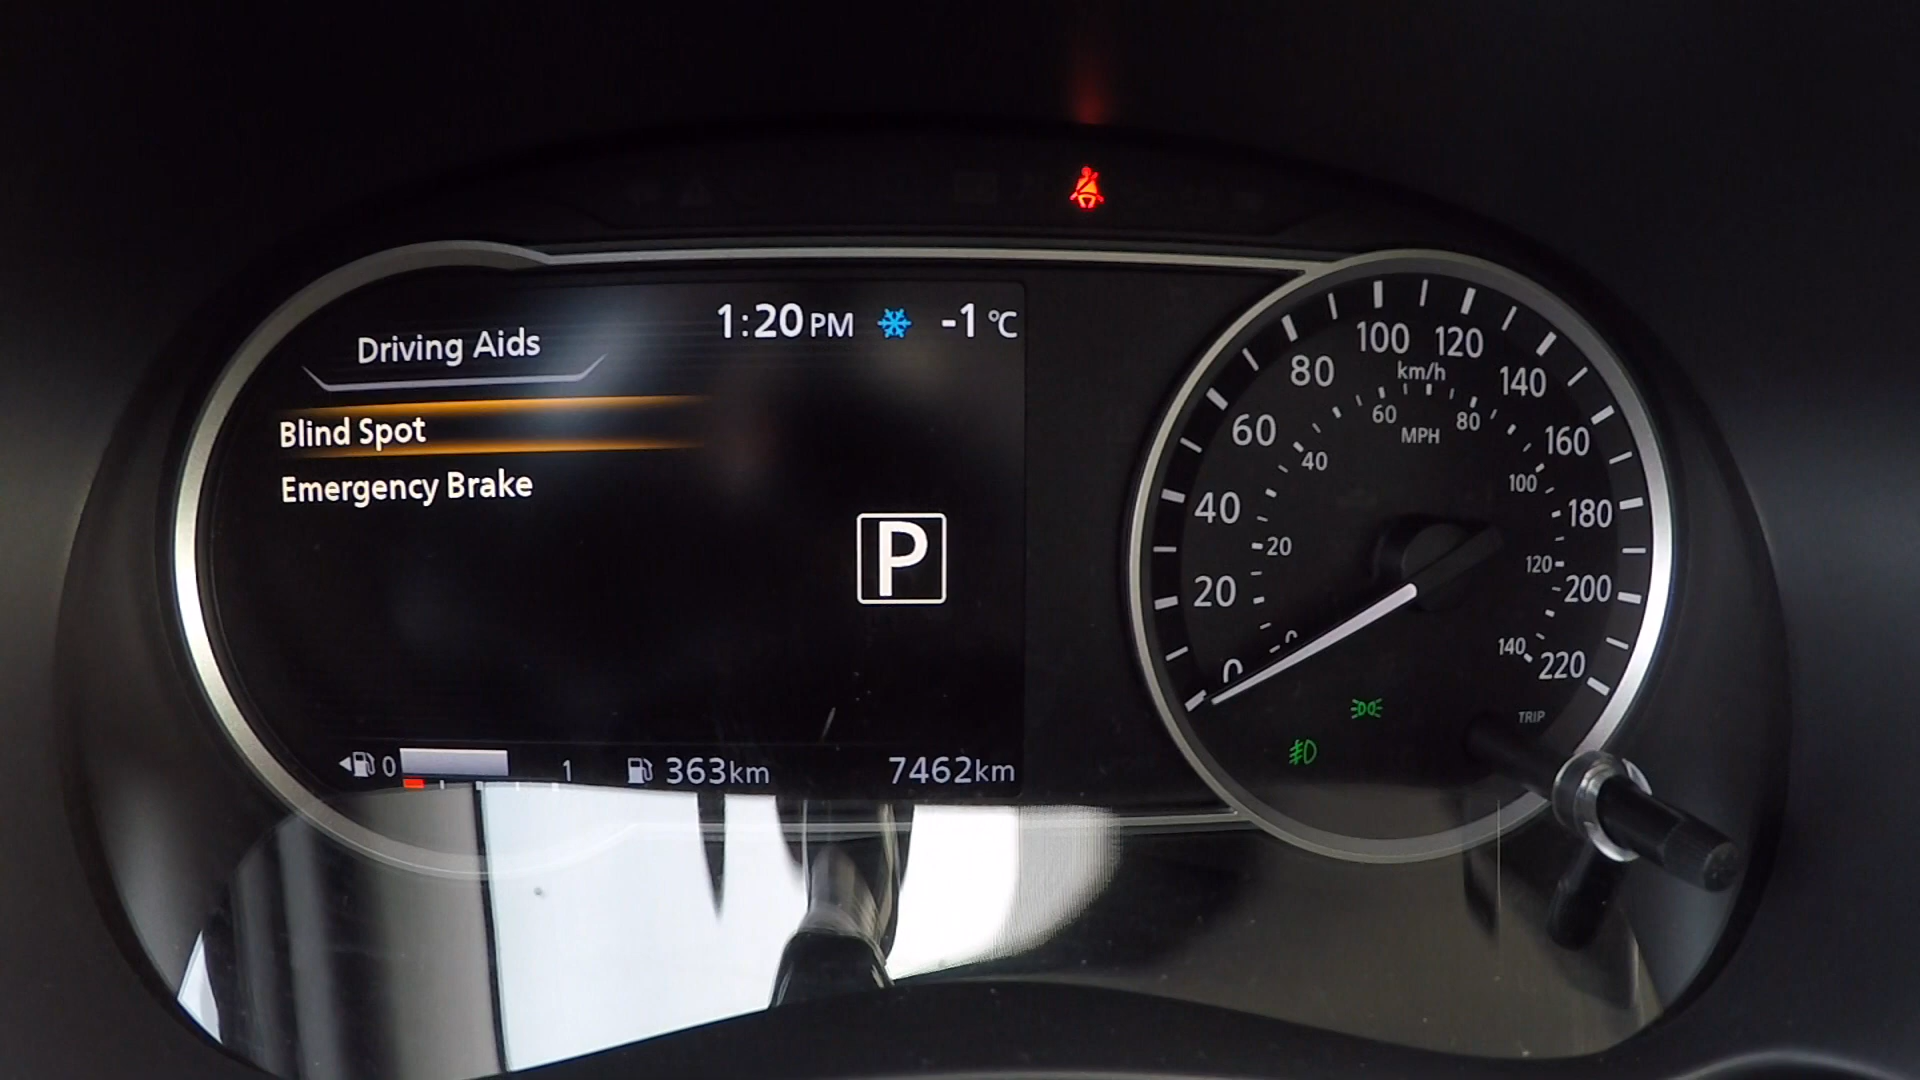 1:20 PM -1 °C
Driving Aids
Blind Spot
Emergency Brake
P
0 1 363km 7462km
0 20 40 60 80 100 120 140 160 180 200 220
km/h
0 20 40 60 80 100 120 140
MPH
TRIP